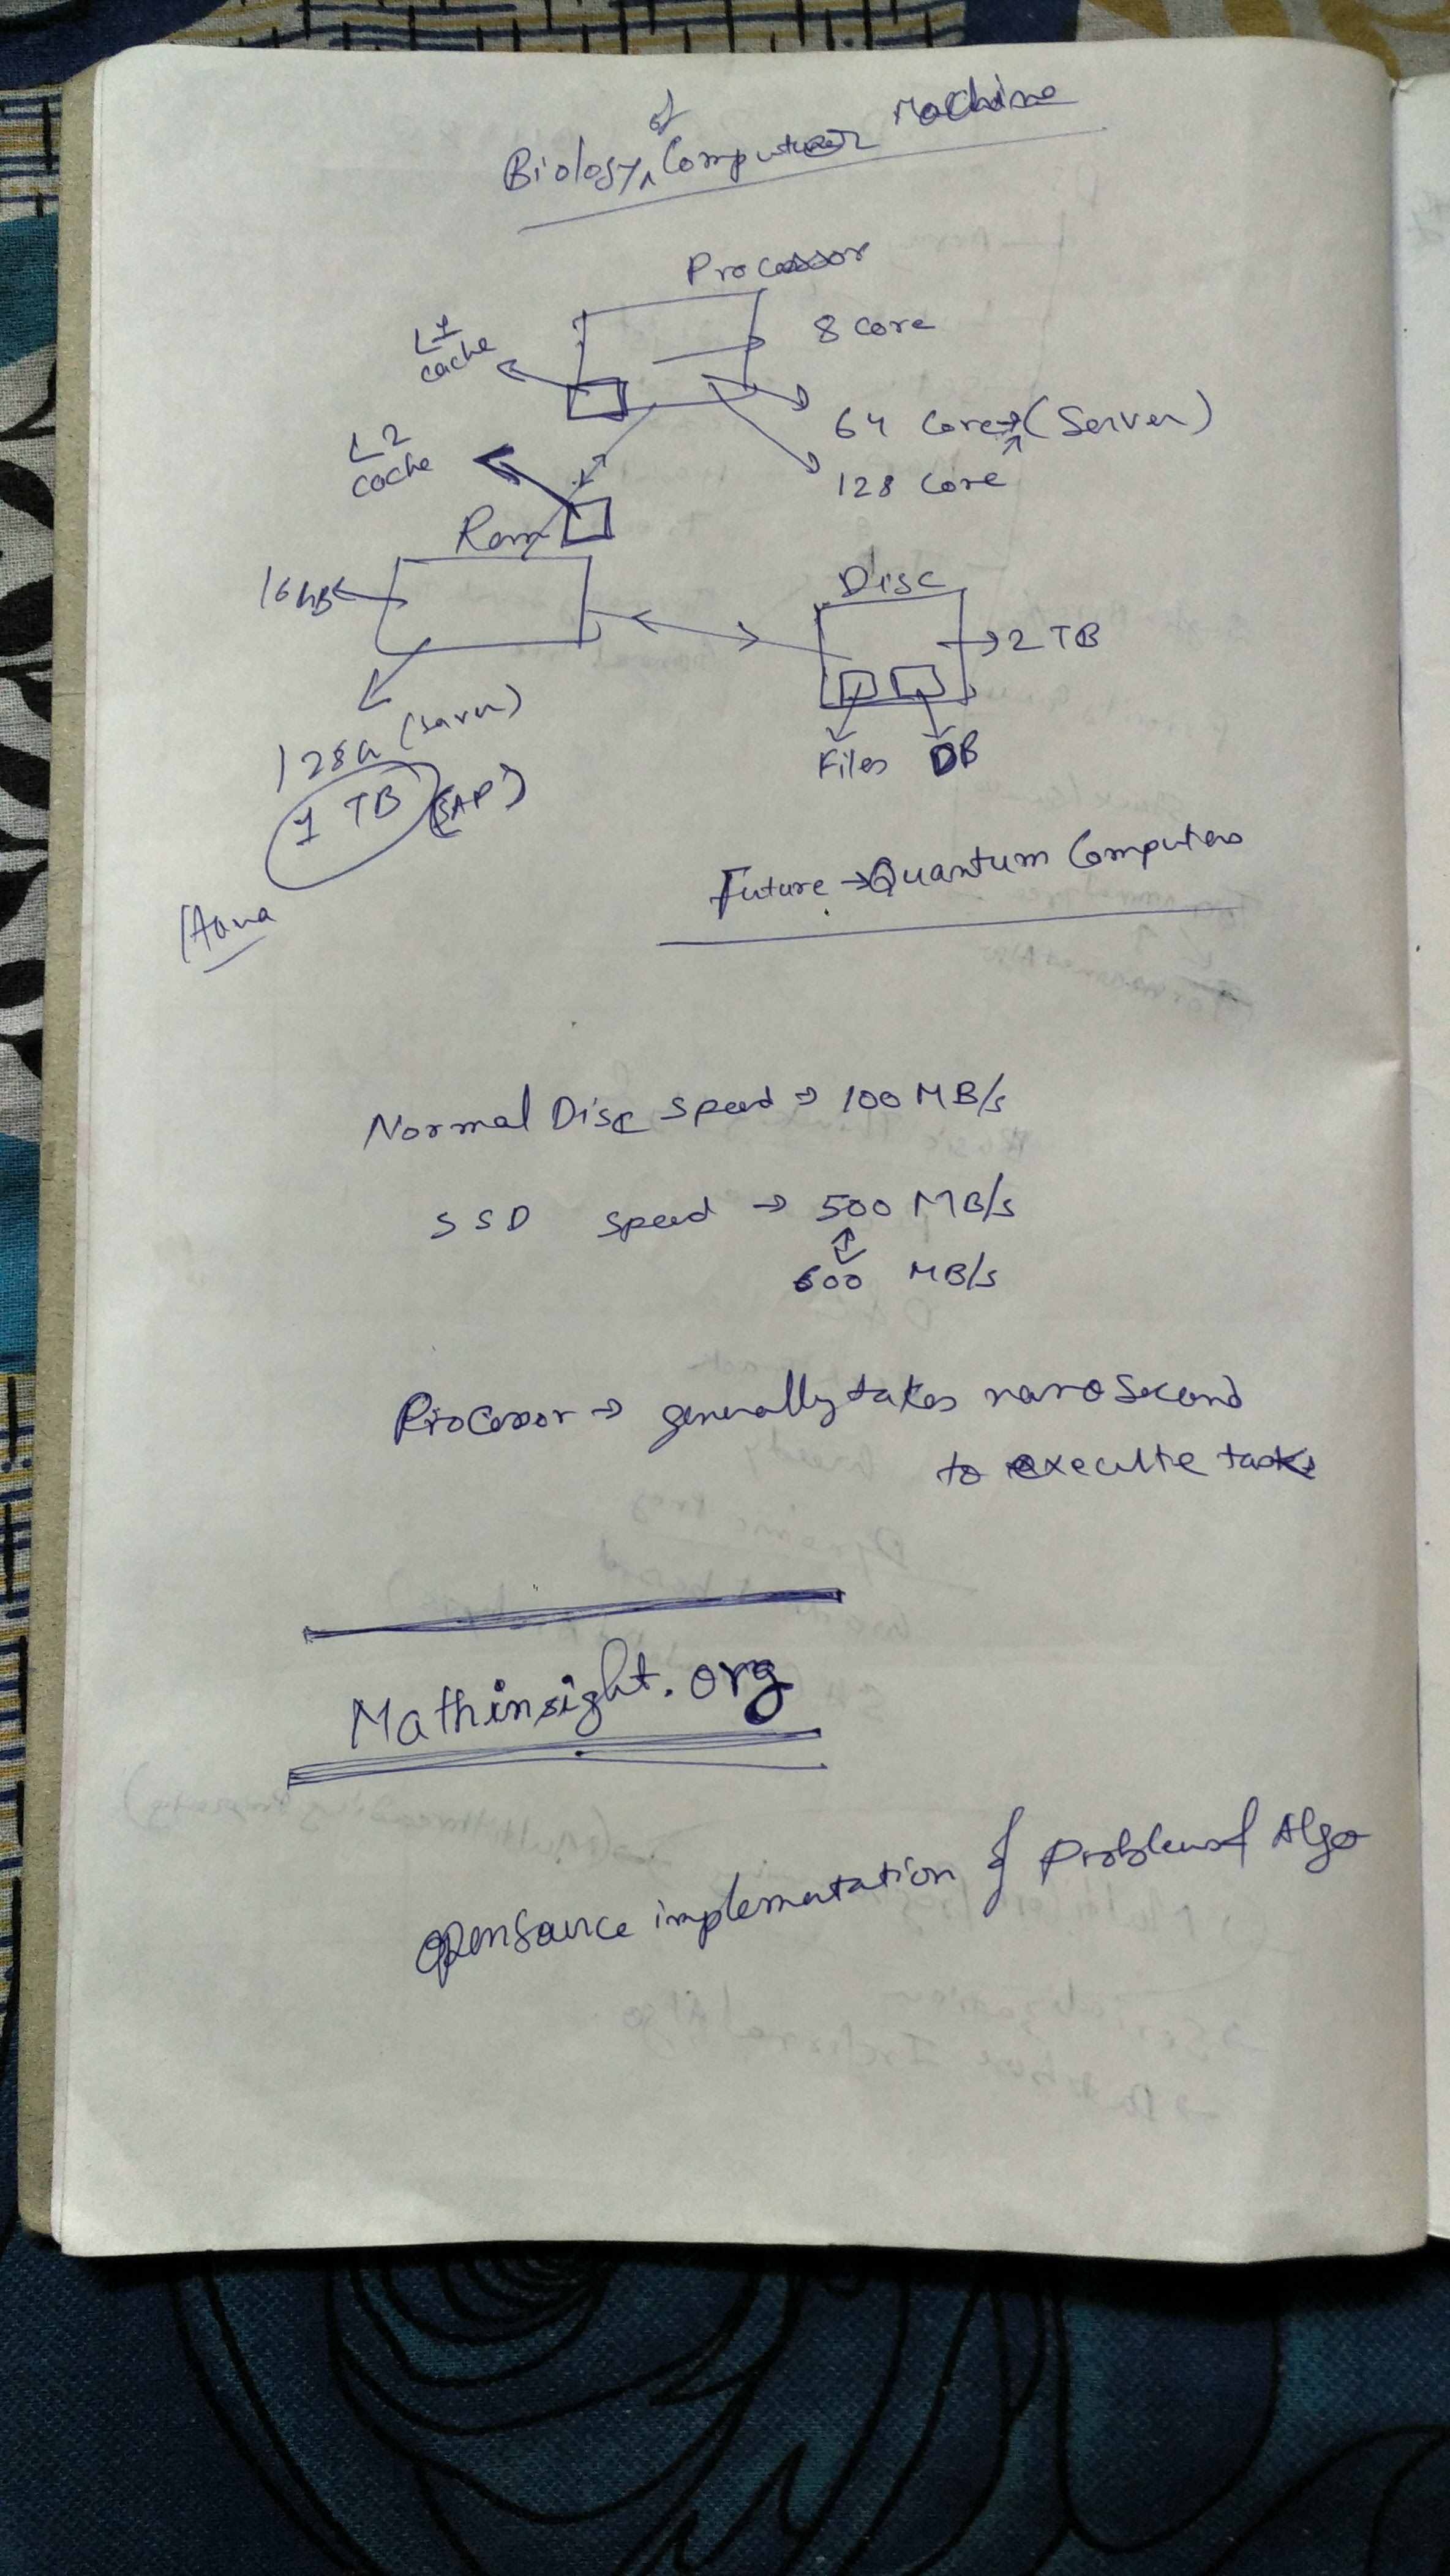 Biology of Computer Machine
Processor
L1
cache
8 core
64 core → (Server)
L2
cache
128 core
Ram
16GB
Disc
2 TB
128G (server)
Files DB
1 TB (SAP)
Hana
Future → Quantum Computers
Normal Disc speed → 100 MB/s
SSD speed → 500 MB/s
600 MB/s
Processor → generally takes nano second
to execute task
Mathinsight.org
opensource implementation of Problems of Algo